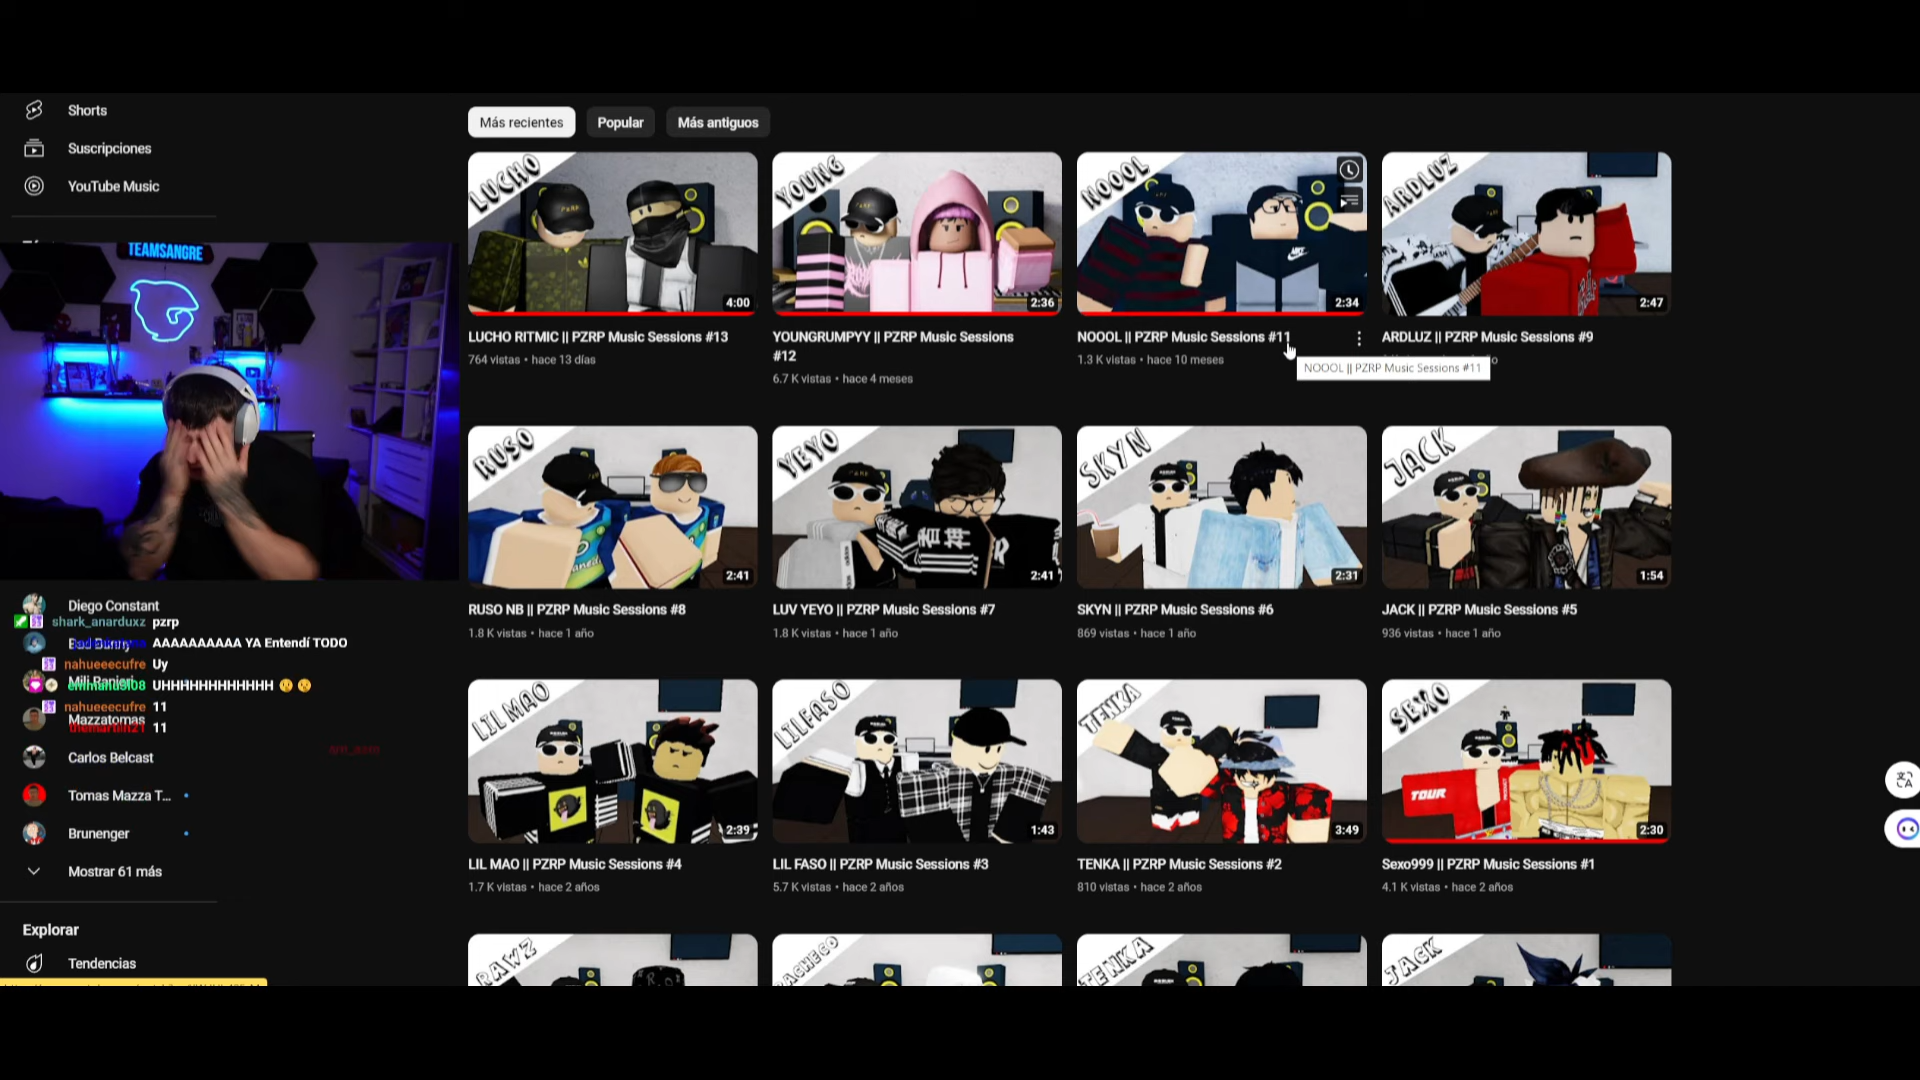 Shorts
Suscripciones
YouTube Music
TEAMSANGRE
Diego Constant
shark_anarduxz pzrp
Bad Bunny
AAAAAAAAAA YA Entendí TODO
nahueeecufre Uy
Mili Ranieri
UHHHHHHHHHHHH
nahueeecufre 11
Mazzatomas
themartiin21 11
Carlos Belcast
Tomas Mazza T...
Brunenger
Mostrar 61 más
Explorar
Tendencias
Más recientes
Popular
Más antiguos
LUCHO
4:00
YOUNG
2:36
NOOOL
2:34
ARDLUZ
2:47
LUCHO RITMIC || PZRP Music Sessions #13
764 vistas • hace 13 días
YOUNGRUMPYY || PZRP Music Sessions
#12
6.7 K vistas • hace 4 meses
NOOOL || PZRP Music Sessions #11
1.3 K vistas • hace 10 meses
NOOOL || PZRP Music Sessions #11
ARDLUZ || PZRP Music Sessions #9
RUSO
2:41
YEYO
2:41
SKYN
2:31
JACK
1:54
RUSO NB || PZRP Music Sessions #8
1.8 K vistas • hace 1 año
LUV YEYO || PZRP Music Sessions #7
1.8 K vistas • hace 1 año
SKYN || PZRP Music Sessions #6
869 vistas • hace 1 año
JACK || PZRP Music Sessions #5
936 vistas • hace 1 año
LIL MAO
2:39
LILFASO
1:43
TENKA
3:49
SEXO
TOUR
2:30
LIL MAO || PZRP Music Sessions #4
1.7 K vistas • hace 2 años
LIL FASO || PZRP Music Sessions #3
5.7 K vistas • hace 2 años
TENKA || PZRP Music Sessions #2
810 vistas • hace 2 años
Sexo999 || PZRP Music Sessions #1
4.1 K vistas • hace 2 años
RAWZ
PACHECO
TENKA
JACK